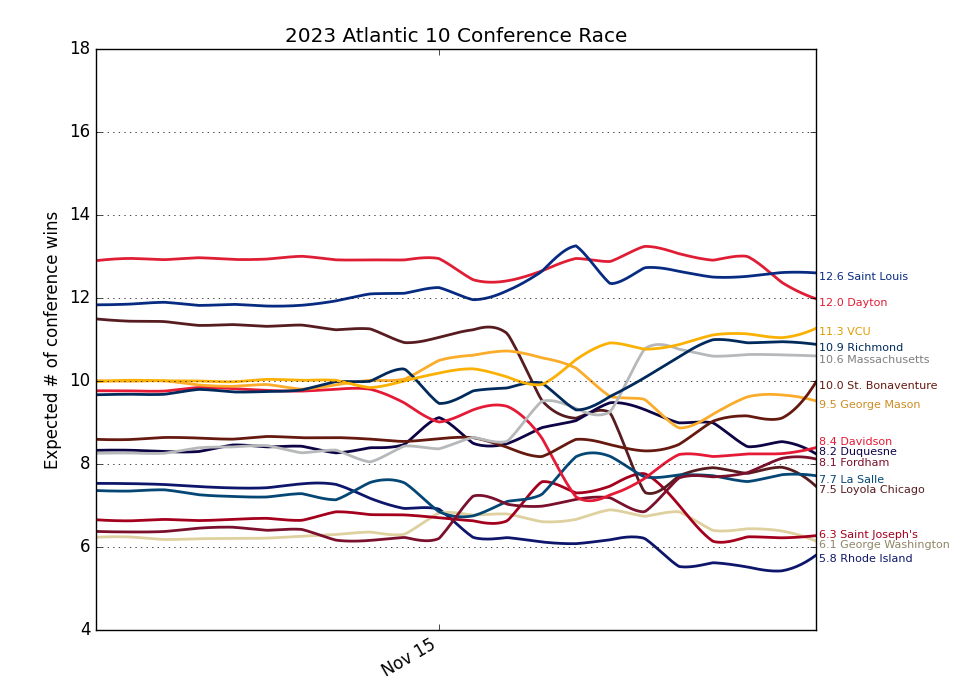 2023 Atlantic 10 Conference Race
Expected # of conference wins
18
16
14
12
10
8
6
4
Nov 15
12.6 Saint Louis
12.0 Dayton
11.3 VCU
10.9 Richmond
10.6 Massachusetts
10.0 St. Bonaventure
9.5 George Mason
8.4 Davidson
8.2 Duquesne
8.1 Fordham
7.7 La Salle
7.5 Loyola Chicago
6.3 Saint Joseph's
6.1 George Washington
5.8 Rhode Island